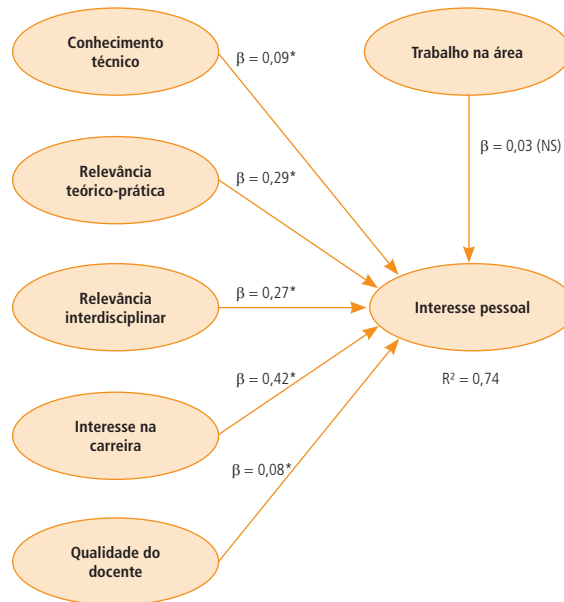 Conhecimento
técnico
β = 0,09*
Trabalho na área
β = 0,03 (NS)
Relevância
teórico-prática
β = 0,29*
Relevância
interdisciplinar
β = 0,27*
Interesse pessoal
R² = 0,74
Interesse na
carreira
β = 0,42*
Qualidade do
docente
β = 0,08*